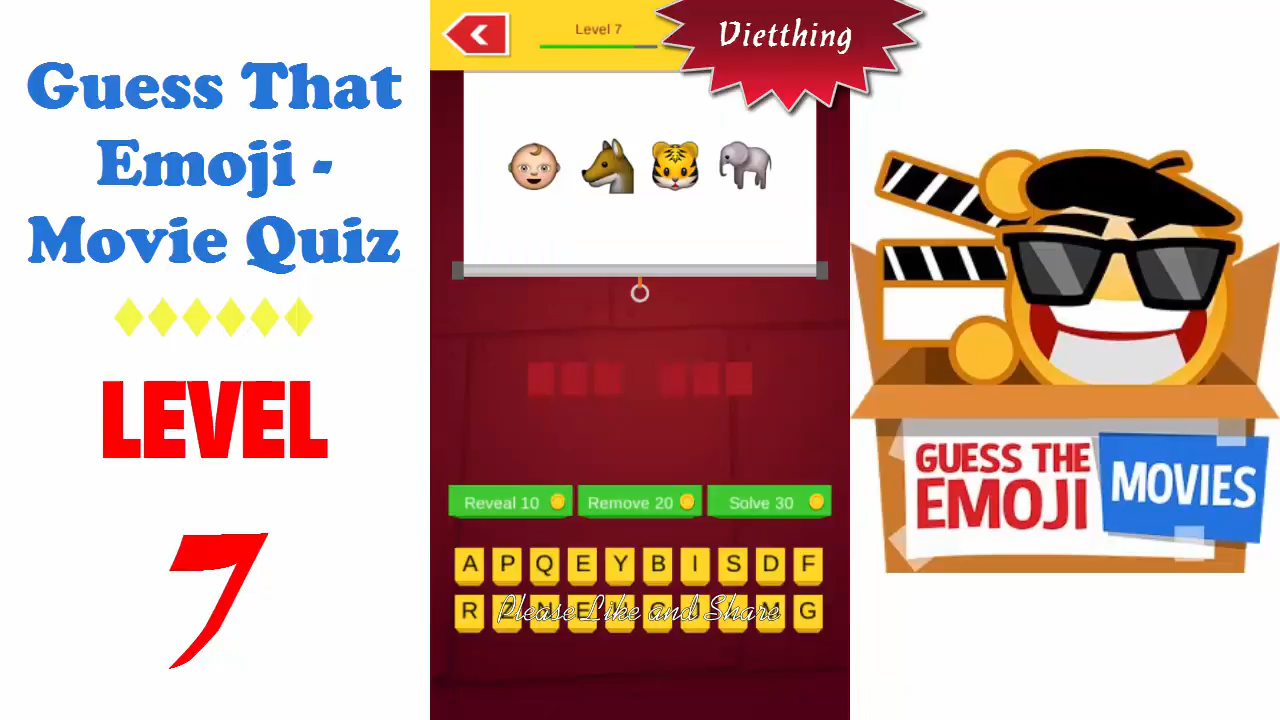 Guess That
Emoji -
Movie Quiz
LEVEL
7
Level 7
Vietthing
Reveal 10
Remove 20
Solve 30
A P Q E Y B I S D F
R G
Please Like and Share
GUESS THE
EMOJI
MOVIES